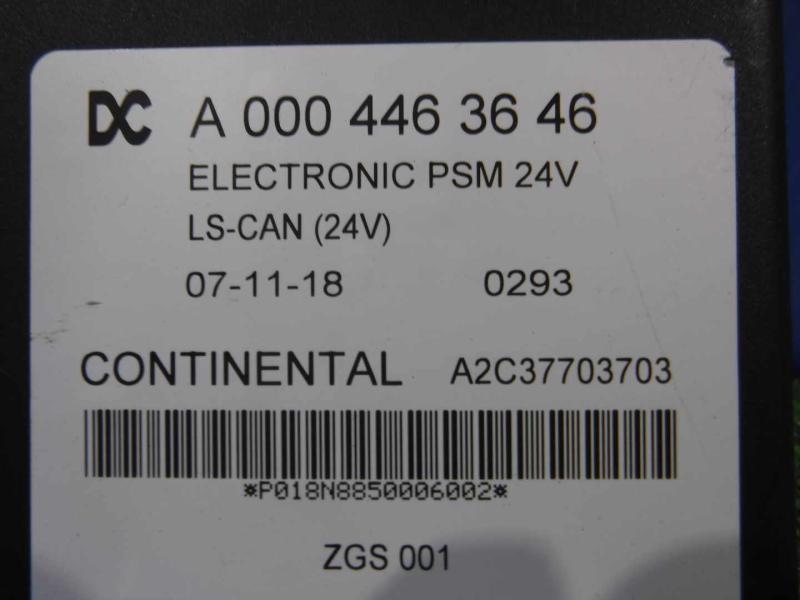 DC A 000 446 36 46
ELECTRONIC PSM 24V
LS-CAN (24V)
07-11-18 0293
CONTINENTAL A2C37703703
*P018N8850006002*
ZGS 001